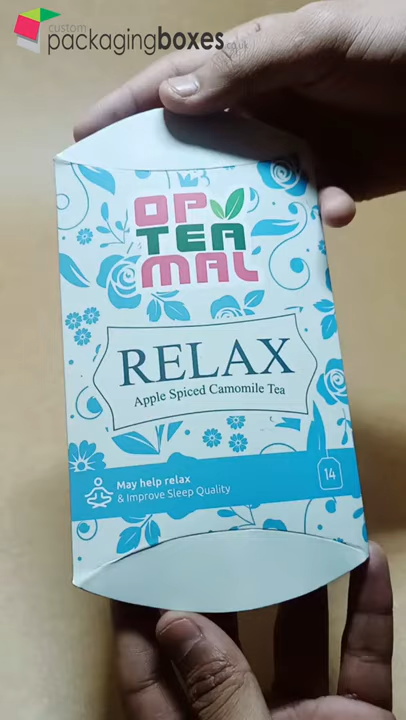 custom
packagingboxes.co.uk
OP
TEA
MAL
RELAX
Apple Spiced Camomile Tea
May help relax
& Improve Sleep Quality
14